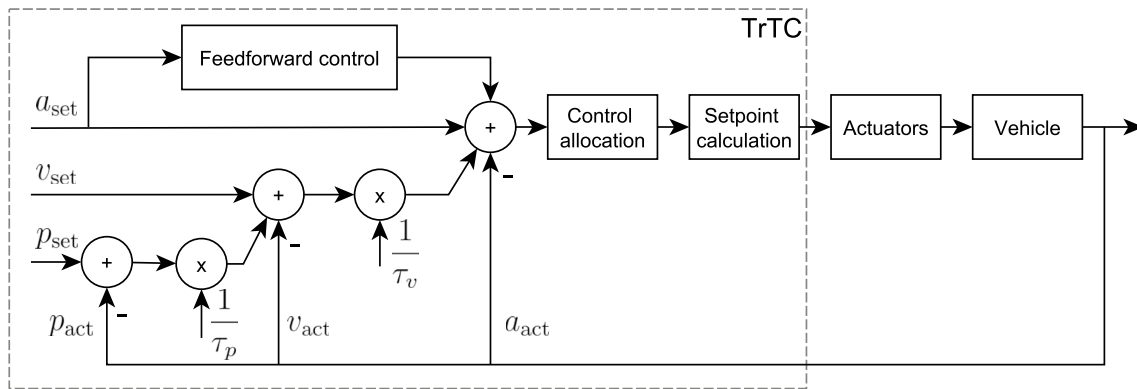 TrTC
Feedforward control
a_set
+
Control
allocation
Setpoint
calculation
Actuators
Vehicle
-
v_set
+
x
-
1
τ_v
p_set
+
x
-
1
τ_p
p_act
v_act
a_act